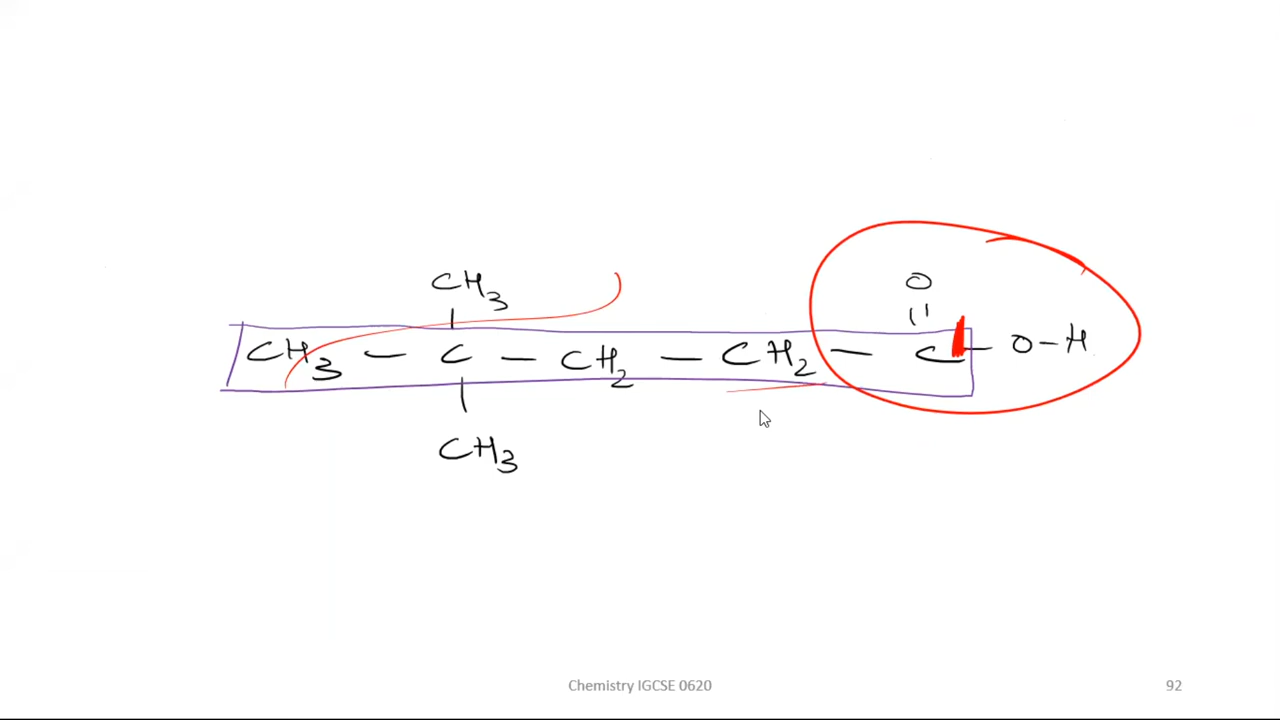 O
CH3 ||
CH3 — C — CH2 — CH2 — C — O-H
CH3
Chemistry IGCSE 0620 92